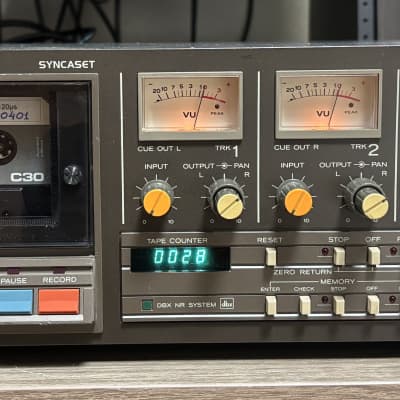 SYNCASET
20µs
0401
C30
20 10 7 5 3 1 0 1 3
VU
PEAK
20 10 7 5 3 1 0 1 3
VU
PEAK
CUE OUT L
TRK 1
CUE OUT R
TRK 2
INPUT
OUTPUT
PAN
L
R
INPUT
OUTPUT
PAN
L
R
0
10
0
10
0
10
0
10
TAPE COUNTER
RESET
STOP
OFF
0028
ZERO RETURN
MEMORY
PAUSE
RECORD
ENTER
CHECK
STOP
OFF
DBX NR SYSTEM
dbx